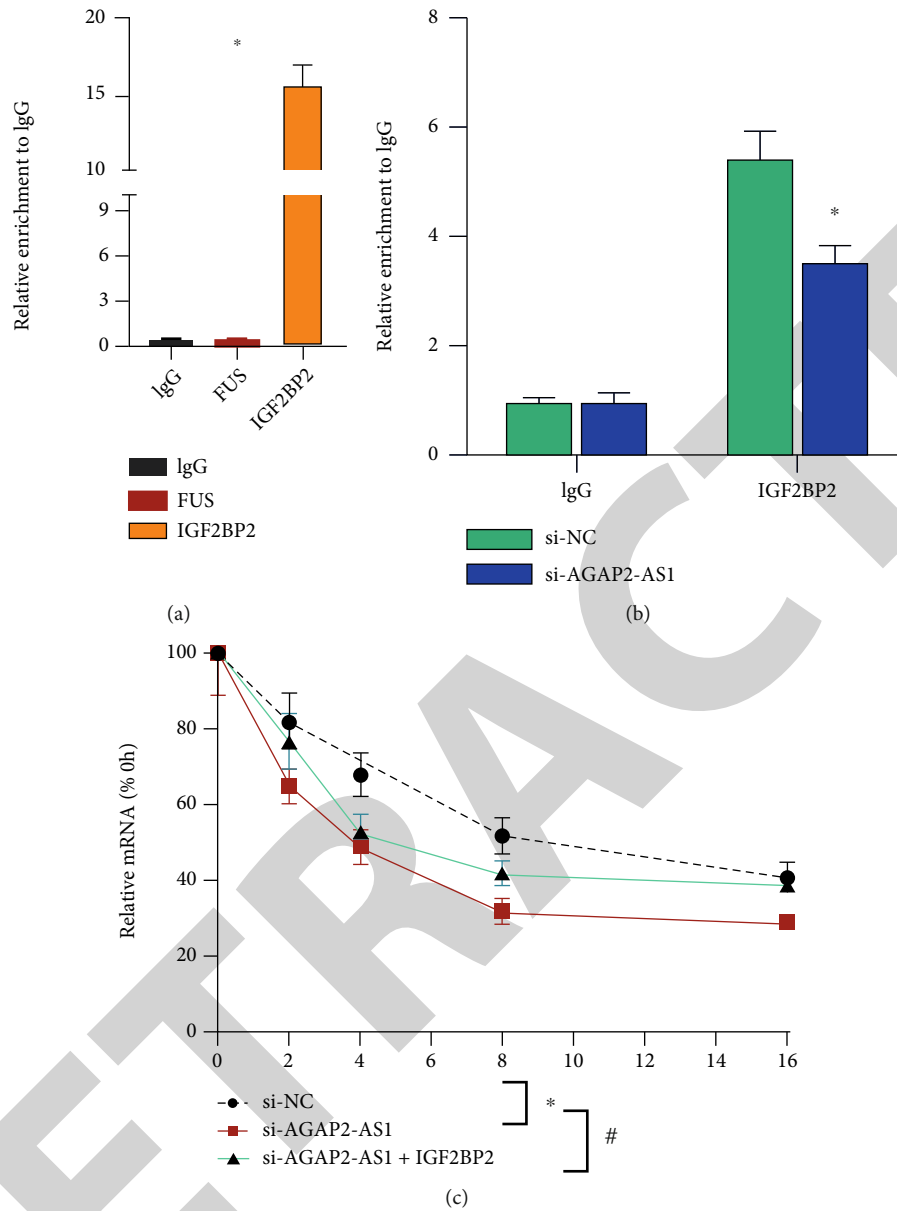 20
15
10
9
6
3
0
Relative enrichment to lgG
*
lgG
FUS
IGF2BP2
lgG
FUS
IGF2BP2
(a)
8
6
4
2
0
Relative enrichment to lgG
*
lgG
IGF2BP2
si-NC
si-AGAP2-AS1
(b)
100
80
60
40
20
0
Relative mRNA (% 0h)
0 2 4 6 8 10 12 14 16
si-NC
si-AGAP2-AS1
si-AGAP2-AS1 + IGF2BP2
*
#
(c)
ETRACTE